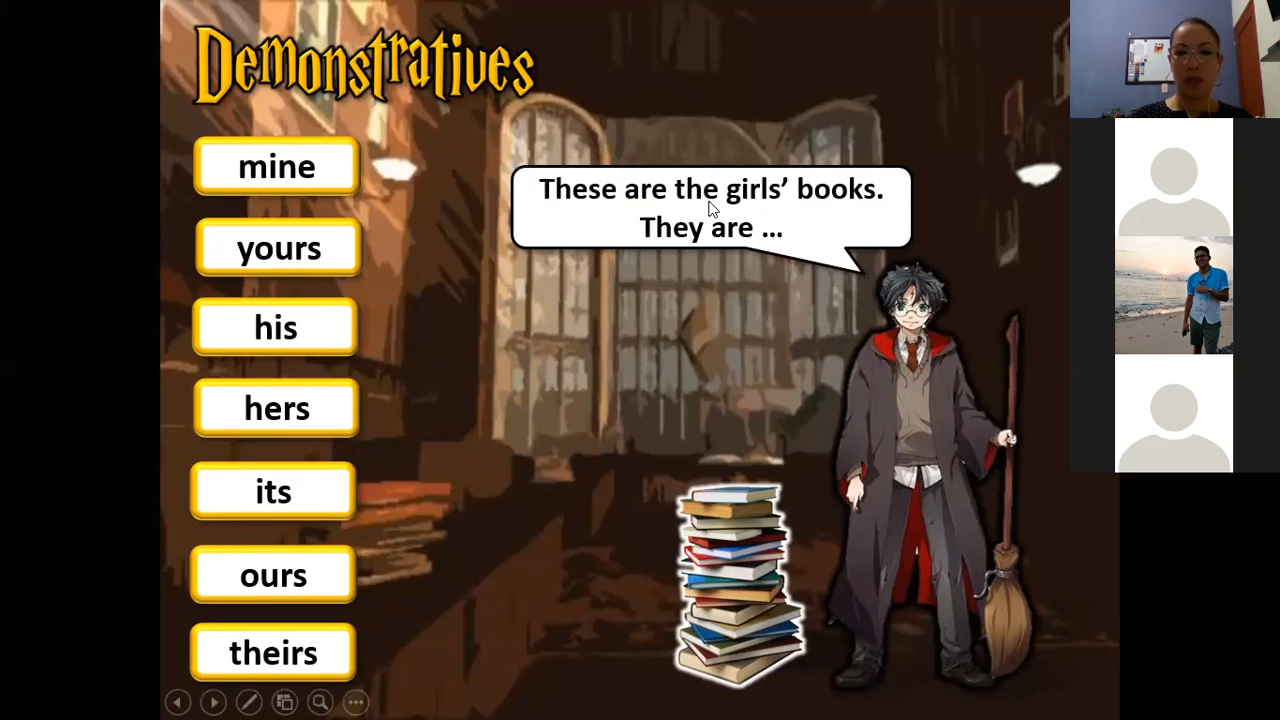 Demonstratives
mine
yours
his
hers
its
ours
theirs
These are the girls’ books.
They are ...